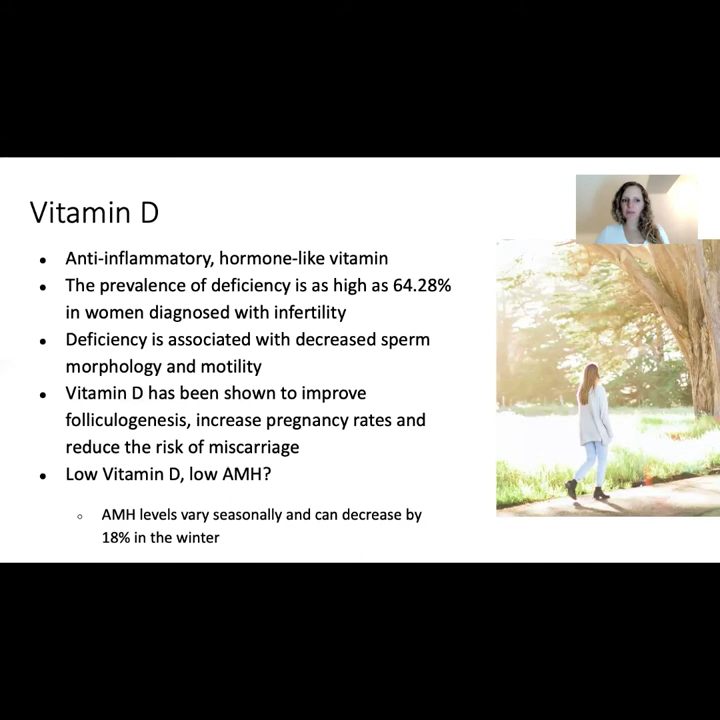 Vitamin D
• Anti-inflammatory, hormone-like vitamin
• The prevalence of deficiency is as high as 64.28%
in women diagnosed with infertility
• Deficiency is associated with decreased sperm
morphology and motility
• Vitamin D has been shown to improve
folliculogenesis, increase pregnancy rates and
reduce the risk of miscarriage
• Low Vitamin D, low AMH?
○ AMH levels vary seasonally and can decrease by
18% in the winter